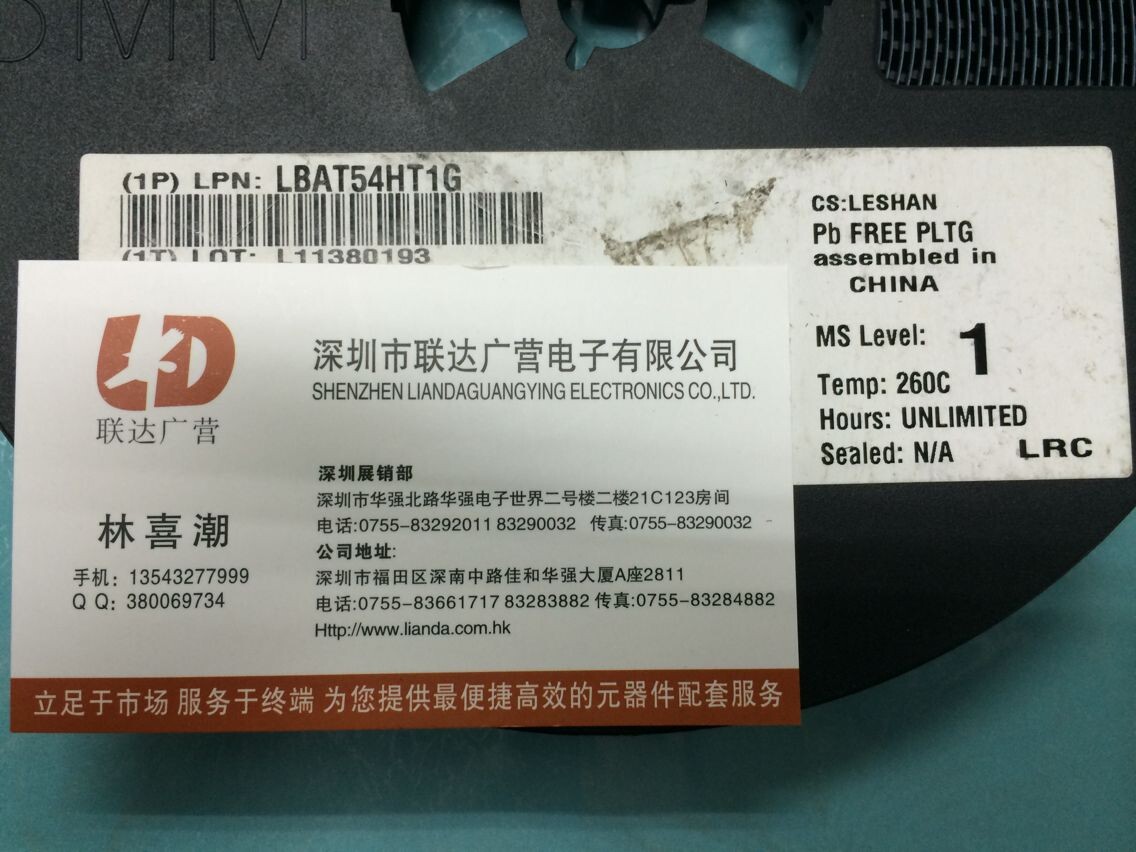 8MM
(1P) LPN: LBAT54HT1G
(1T) LOT: L11380193
CS:LESHAN
Pb FREE PLTG
assembled in
CHINA
MS Level: 1
Temp: 260C
Hours: UNLIMITED
Sealed: N/A LRC
LD
联达广营
深圳市联达广营电子有限公司
SHENZHEN LIANDAGUANGYING ELECTRONICS CO.,LTD.
林喜潮
手机：13543277999
Q Q：380069734
深圳展销部
深圳市华强北路华强电子世界二号楼二楼21C123房间
电话:0755-83292011 83290032 传真:0755-83290032
公司地址:
深圳市福田区深南中路佳和华强大厦A座2811
电话:0755-83661717 83283882 传真:0755-83284882
Http://www.lianda.com.hk
立足于市场 服务于终端 为您提供最便捷高效的元器件配套服务